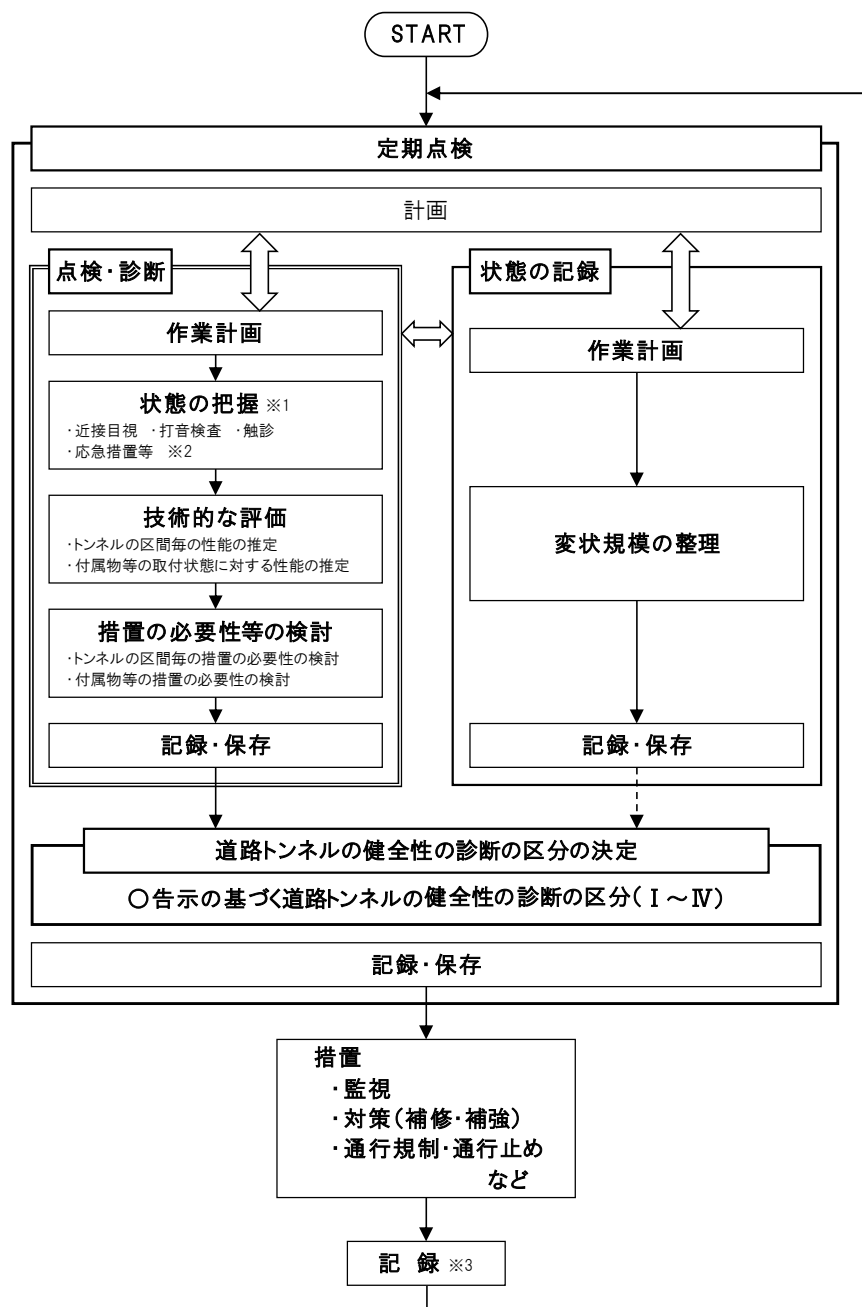 START
定期点検
計画
点検・診断
作業計画
状態の把握 ※1
・近接目視 ・打音検査 ・触診
・応急措置等 ※2
技術的な評価
・トンネルの区間毎の性能の推定
・付属物等の取付状態に対する性能の推定
措置の必要性等の検討
・トンネルの区間毎の措置の必要性の検討
・付属物等の措置の必要性の検討
記録・保存
状態の記録
作業計画
変状規模の整理
記録・保存
道路トンネルの健全性の診断の区分の決定
○告示の基づく道路トンネルの健全性の診断の区分(Ⅰ～Ⅳ)
記録・保存
措置
・監視
・対策(補修・補強)
・通行規制・通行止め
など
記 録 ※3